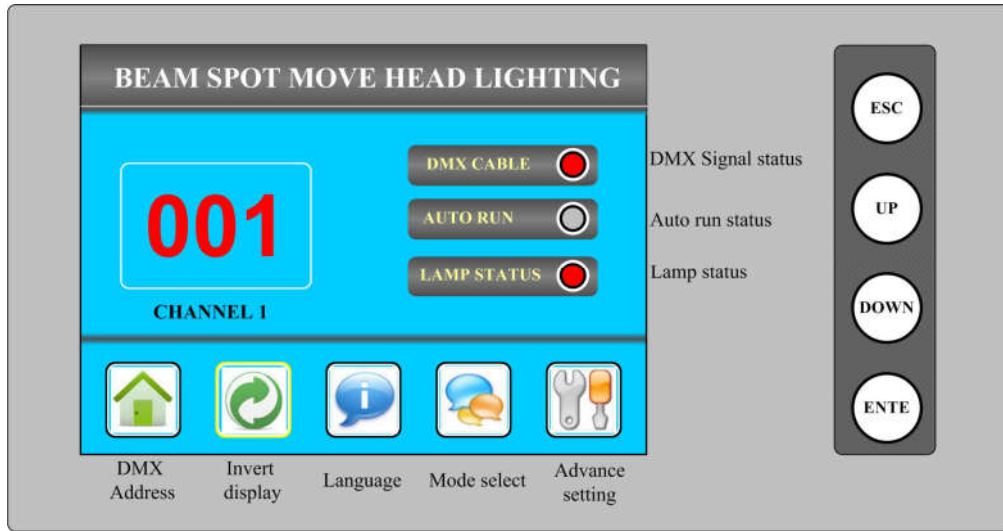 BEAM SPOT MOVE HEAD LIGHTING
ESC
DMX CABLE
DMX Signal status
001
AUTO RUN
Auto run status
UP
LAMP STATUS
Lamp status
CHANNEL 1
DOWN
i
ENTE
DMX
Address
Invert
display
Language
Mode select
Advance
setting